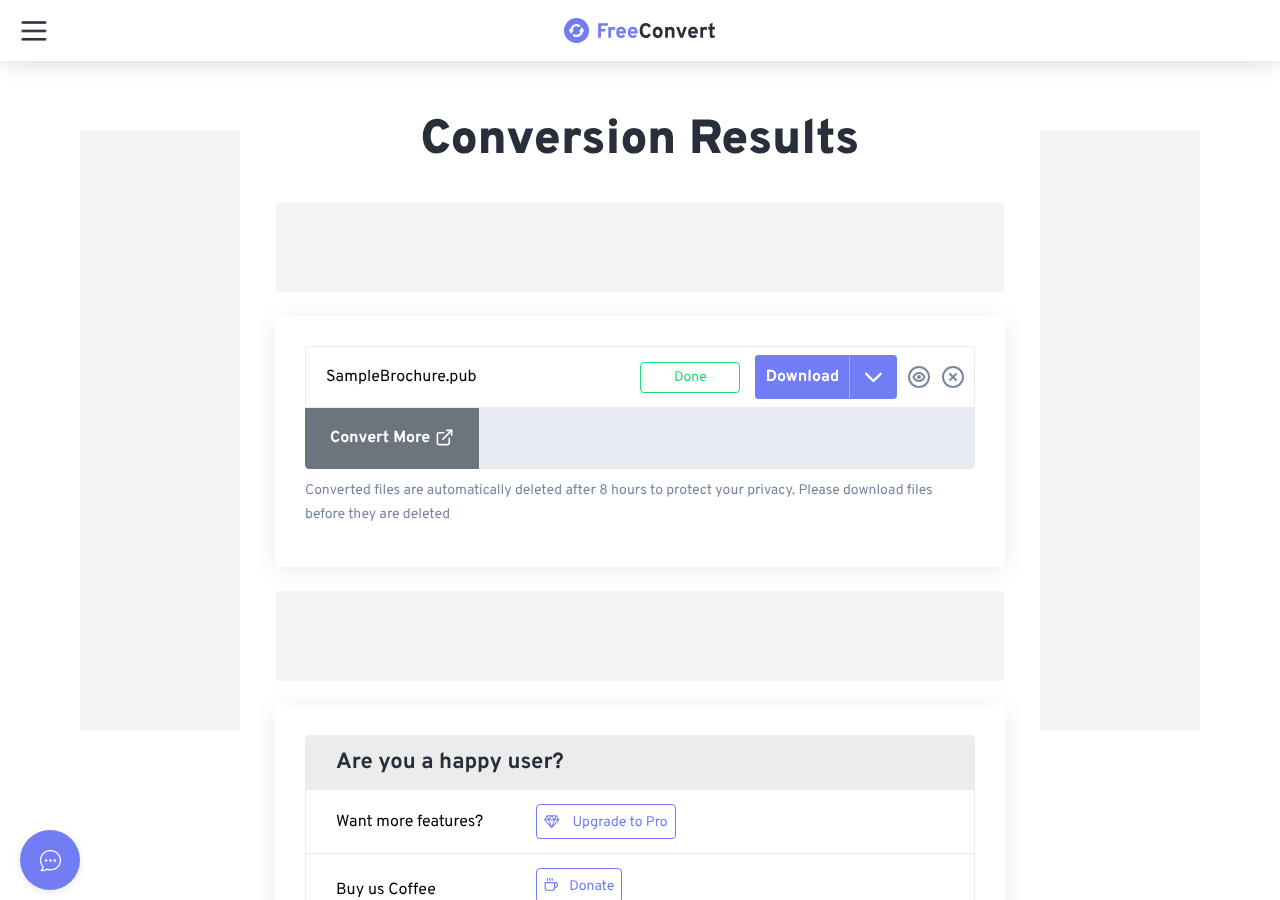 FreeConvert
Conversion Results
SampleBrochure.pub
Done
Download
Convert More
Converted files are automatically deleted after 8 hours to protect your privacy. Please download files
before they are deleted
Are you a happy user?
Want more features?
Upgrade to Pro
Buy us Coffee
Donate